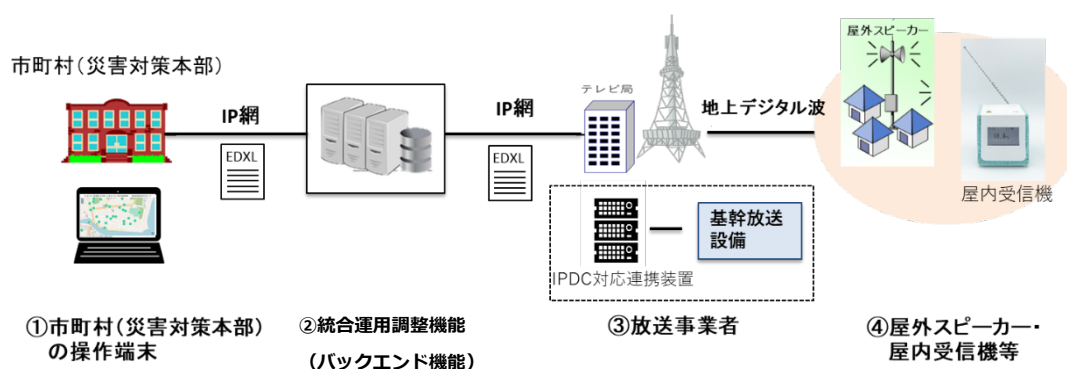 市町村(災害対策本部)
IP網
EDXL
IP網
EDXL
テレビ局
地上デジタル波
屋外スピーカー
屋内受信機
IPDC対応連携装置
基幹放送
設備
①市町村(災害対策本部)
の操作端末
②統合運用調整機能
(バックエンド機能)
③放送事業者
④屋外スピーカー・
屋内受信機等